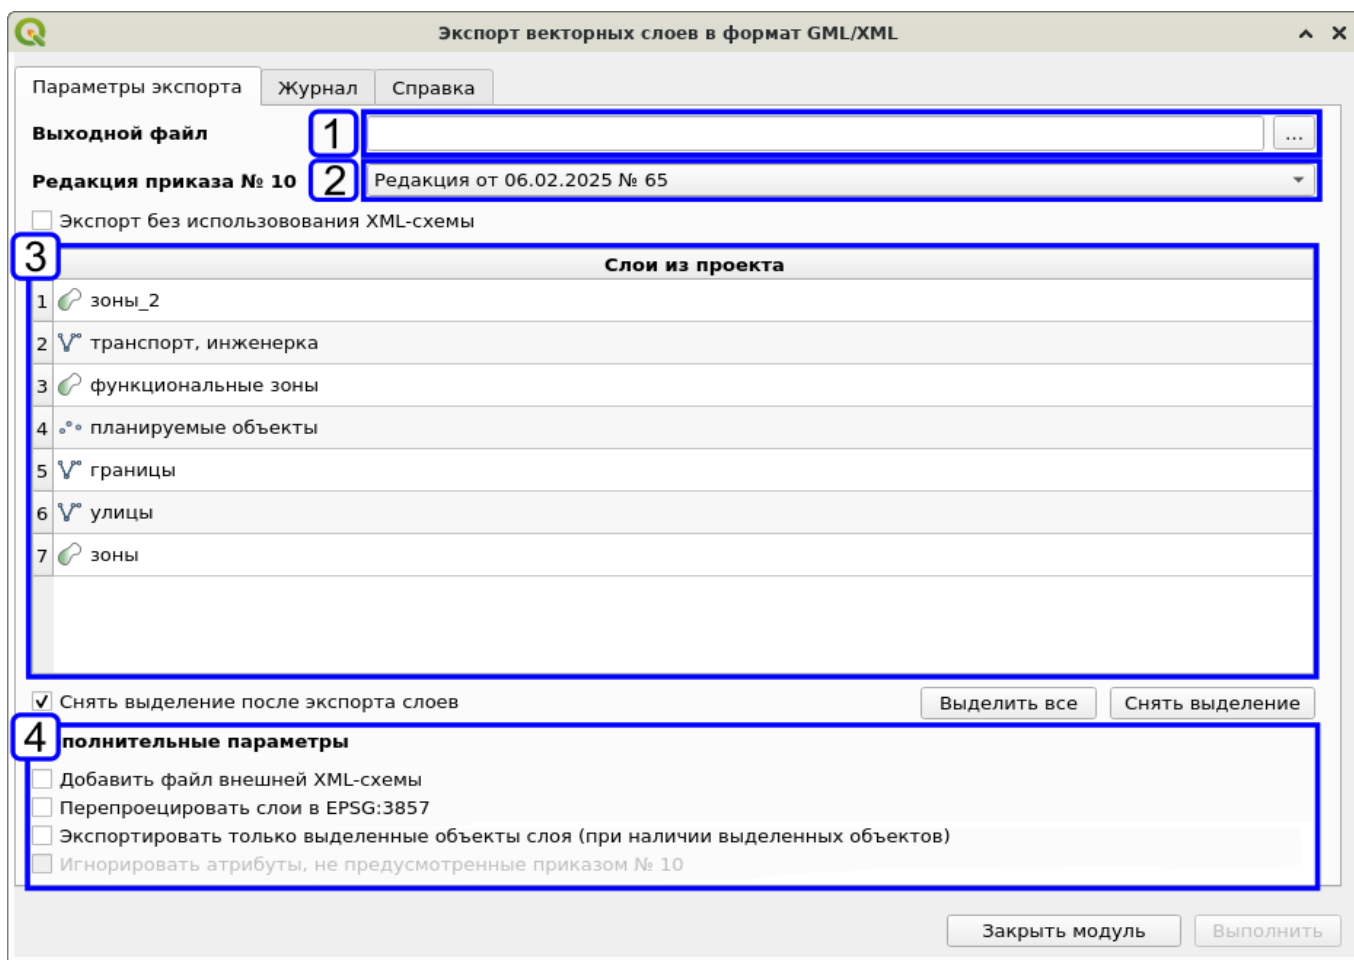 Экспорт векторных слоев в формат GML/XML
Параметры экспорта Журнал Справка
Выходной файл 1 ...
Редакция приказа № 10 2 Редакция от 06.02.2025 № 65
Экспорт без использовования XML-схемы
3
Слои из проекта
1 зоны_2
2 транспорт, инженерка
3 функциональные зоны
4 планируемые объекты
5 границы
6 улицы
7 зоны
Снять выделение после экспорта слоев Выделить все Снять выделение
4 полнительные параметры
Добавить файл внешней XML-схемы
Перепроецировать слои в EPSG:3857
Экспортировать только выделенные объекты слоя (при наличии выделенных объектов)
Игнорировать атрибуты, не предусмотренные приказом № 10
Закрыть модуль Выполнить